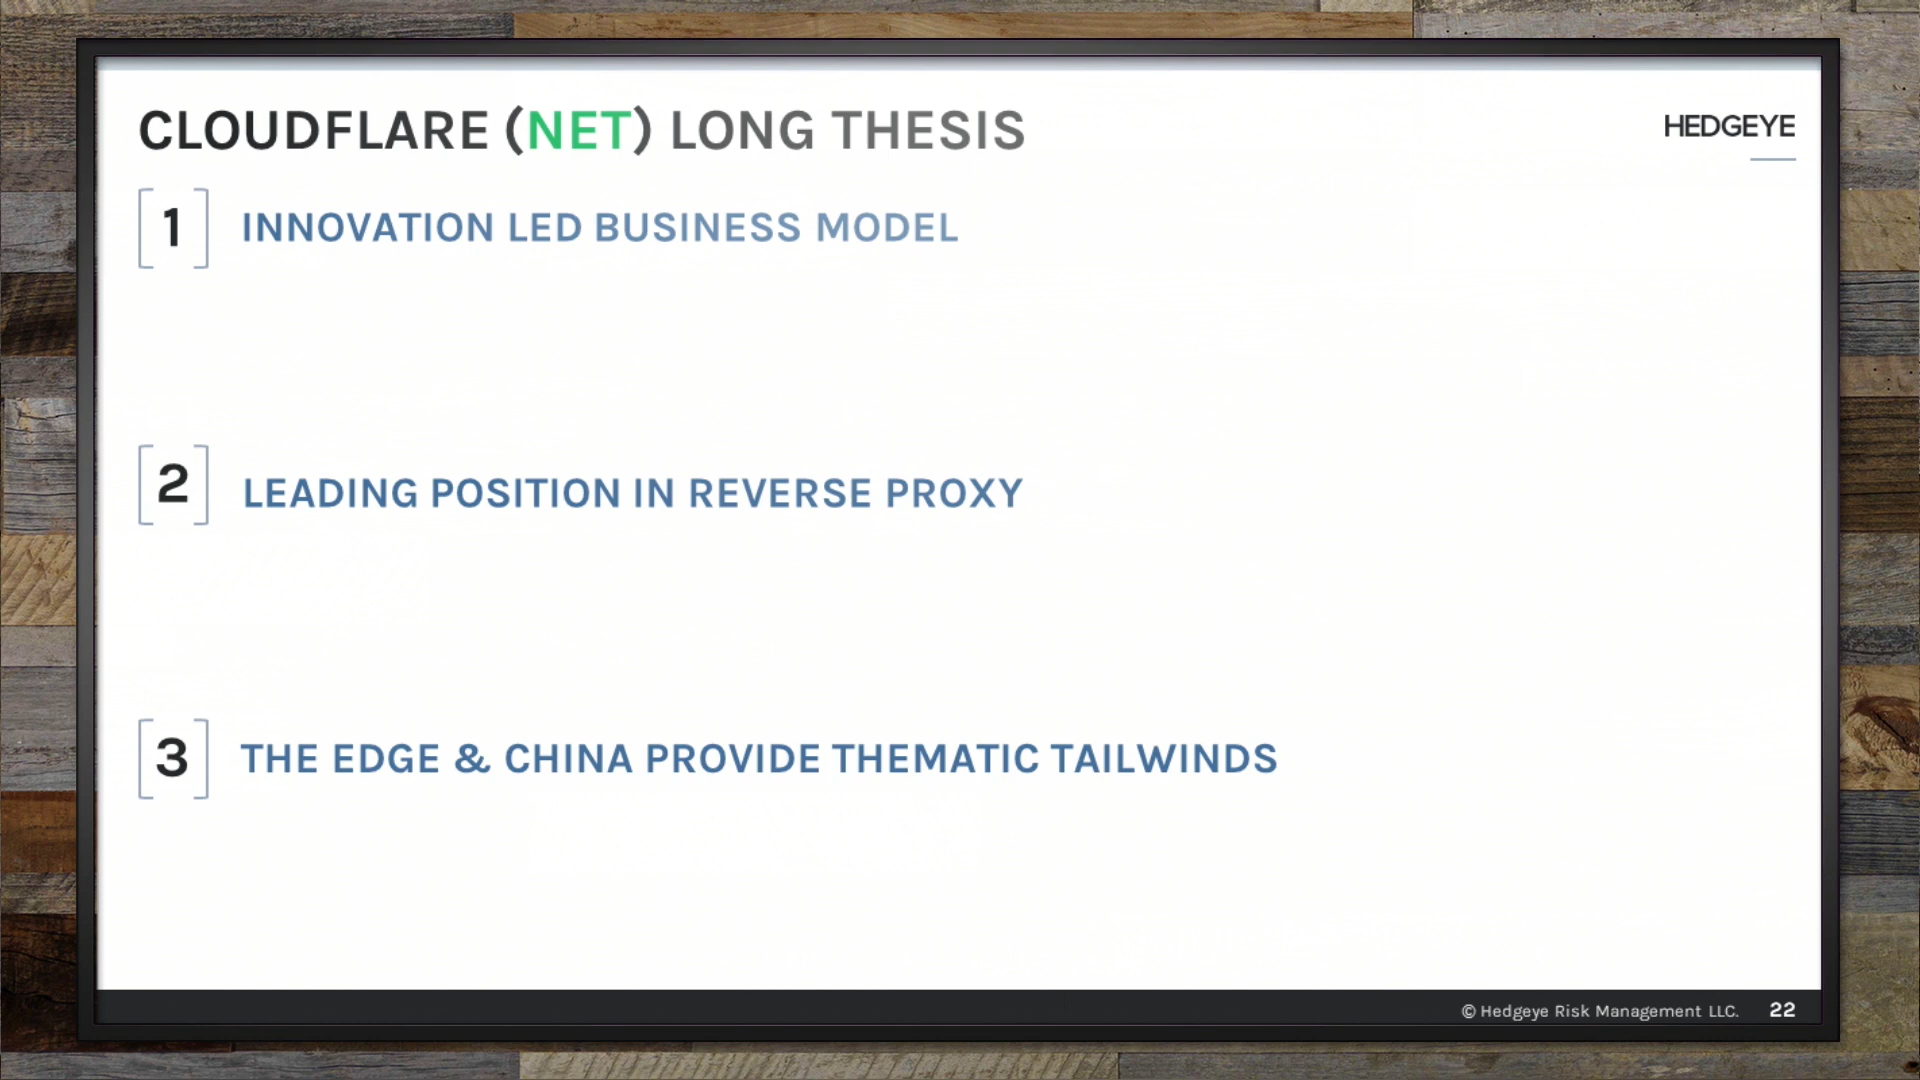 CLOUDFLARE (NET) LONG THESIS
HEDGEYE
1 INNOVATION LED BUSINESS MODEL
2 LEADING POSITION IN REVERSE PROXY
3 THE EDGE & CHINA PROVIDE THEMATIC TAILWINDS
© Hedgeye Risk Management LLC. 22